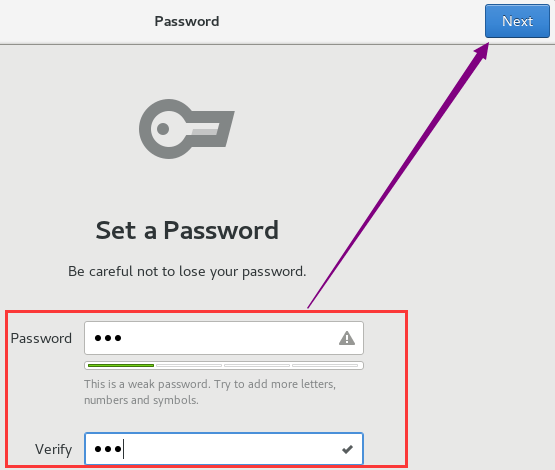 Password
Next
Set a Password
Be careful not to lose your password.
Password
This is a weak password. Try to add more letters,
numbers and symbols.
Verify